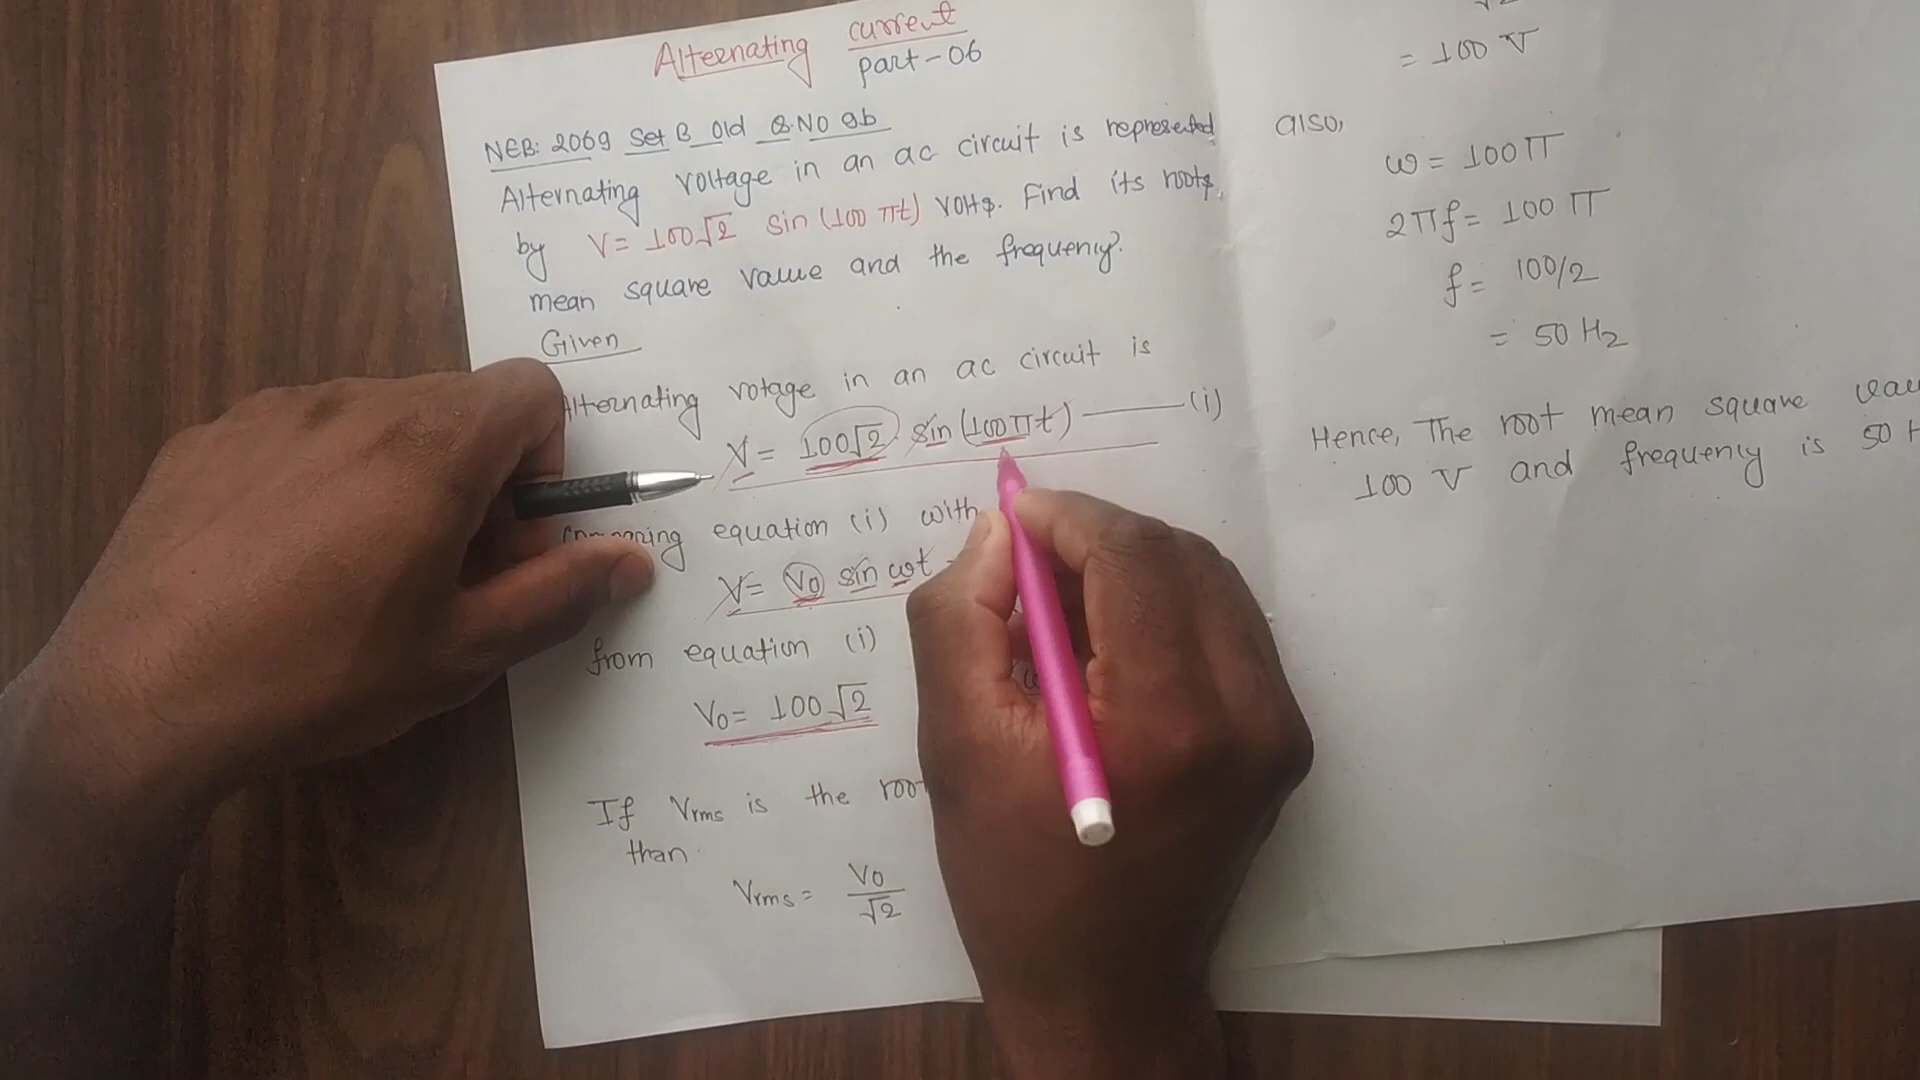 Alternating current
part-06
NEB: 2069 Set B Old Q.NO 9b
Alternating voltage in an ac circuit is represented
by V= 100√2 sin (100 πt) volts. Find its roots,
mean square value and the frequency?
Given
Alternating votage in an ac circuit is
V = 100√2 sin (100πt) —— (i)
equation (i) with
V= V0 sin ωt
from equation (i)
V0= 100√2
If Vrms is the
than
Vrms = V0/√2
= 100 V
also,
ω = 100π
2πf= 100 π
f= 100/2
= 50 Hz
Hence, The root mean square
100 V and frequency is 50